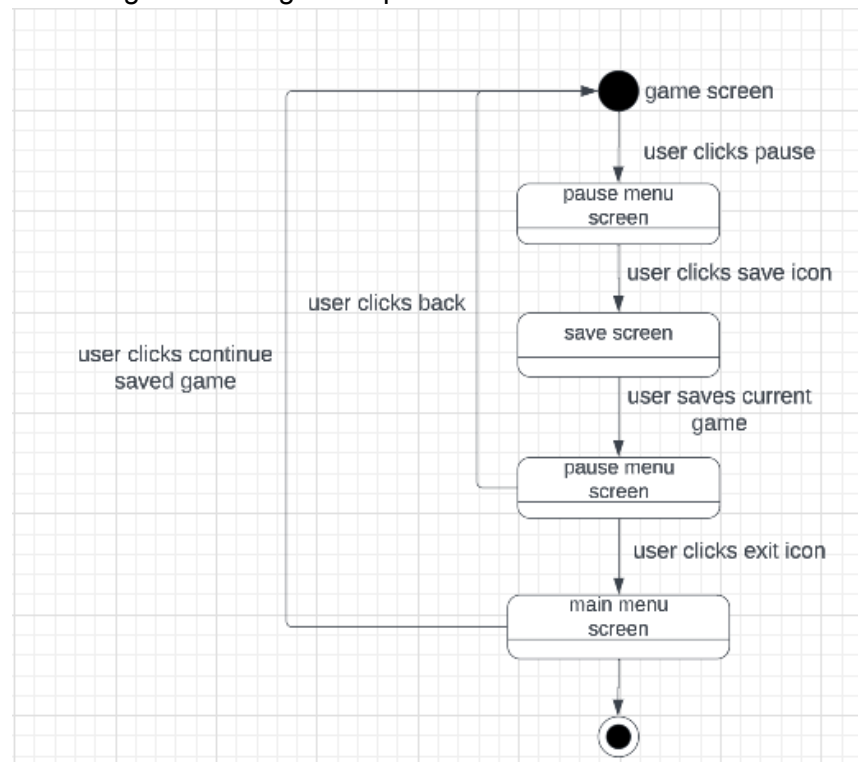 game screen
user clicks pause
pause menu
screen
user clicks save icon
user clicks back
save screen
user clicks continue
saved game
user saves current
game
pause menu
screen
user clicks exit icon
main menu
screen